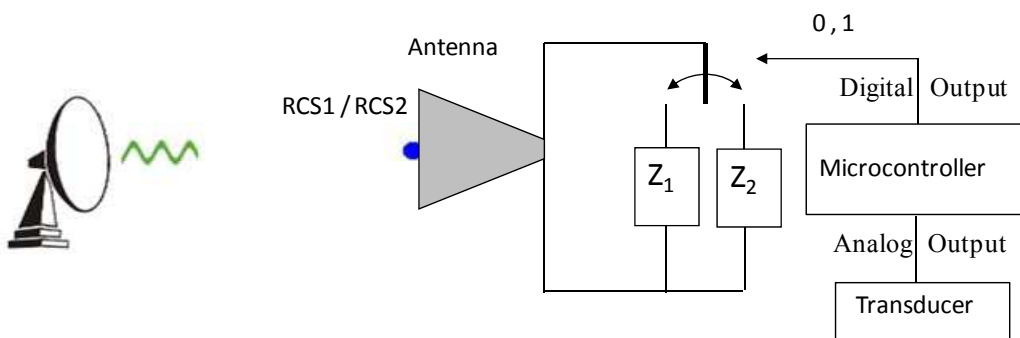 0 , 1
Antenna
Digital Output
RCS1 / RCS2
Z1 Z2
Microcontroller
Analog Output
Transducer